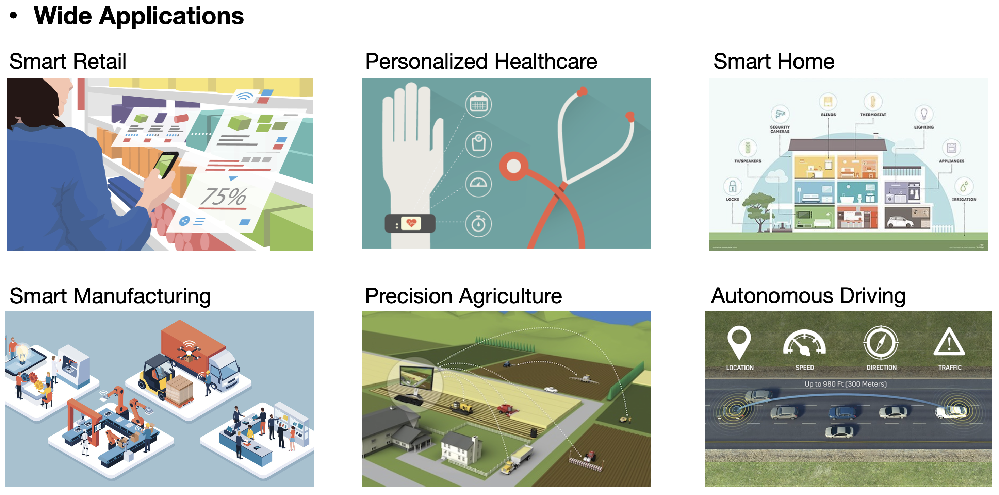 • Wide Applications
Smart Retail
Personalized Healthcare
Smart Home
75%
BLINDS
THERMOSTAT
SECURITY
CAMERAS
LIGHTING
TV/SPEAKERS
APPLIANCES
LOCKS
IRRIGATION
Smart Manufacturing
Precision Agriculture
Autonomous Driving
LOCATION
SPEED
DIRECTION
TRAFFIC
Up to 980 Ft (300 Meters)